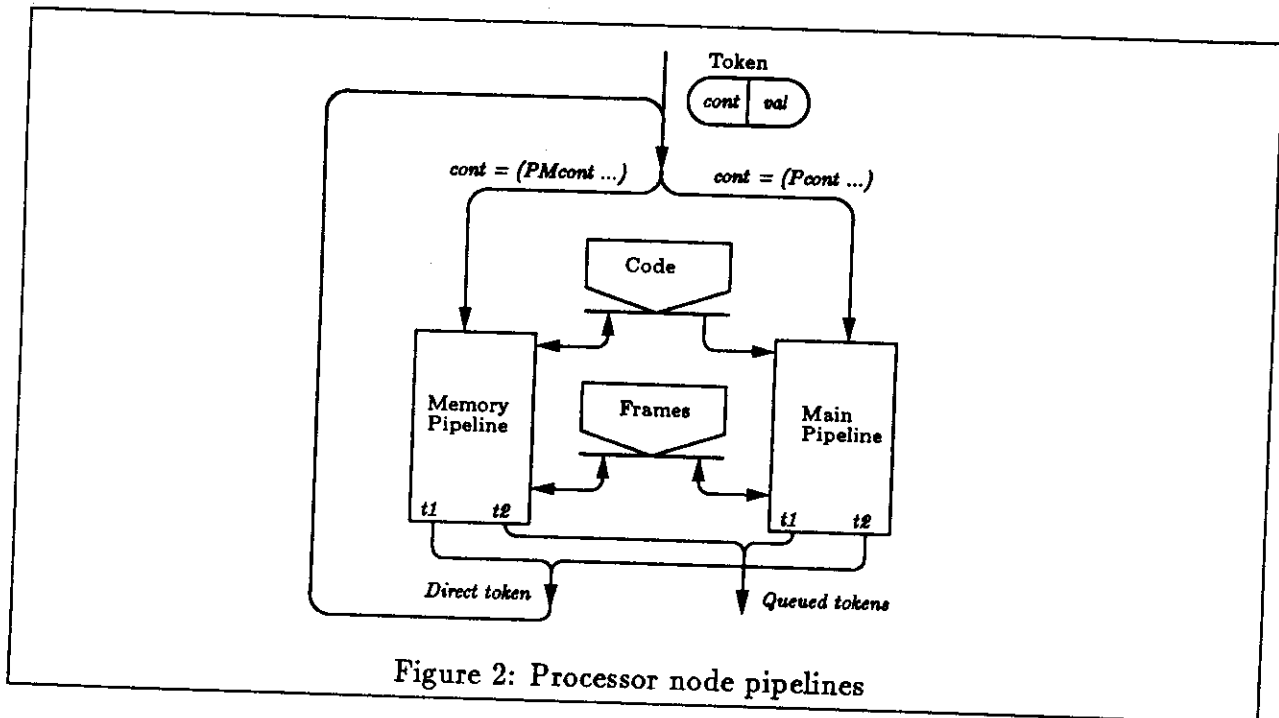 Token
cont val
cont = (PMcont ...)
cont = (Pcont ...)
Code
Memory
Pipeline
Frames
Main
Pipeline
t1 t2
t1 t2
Direct token
Queued tokens
Figure 2: Processor node pipelines